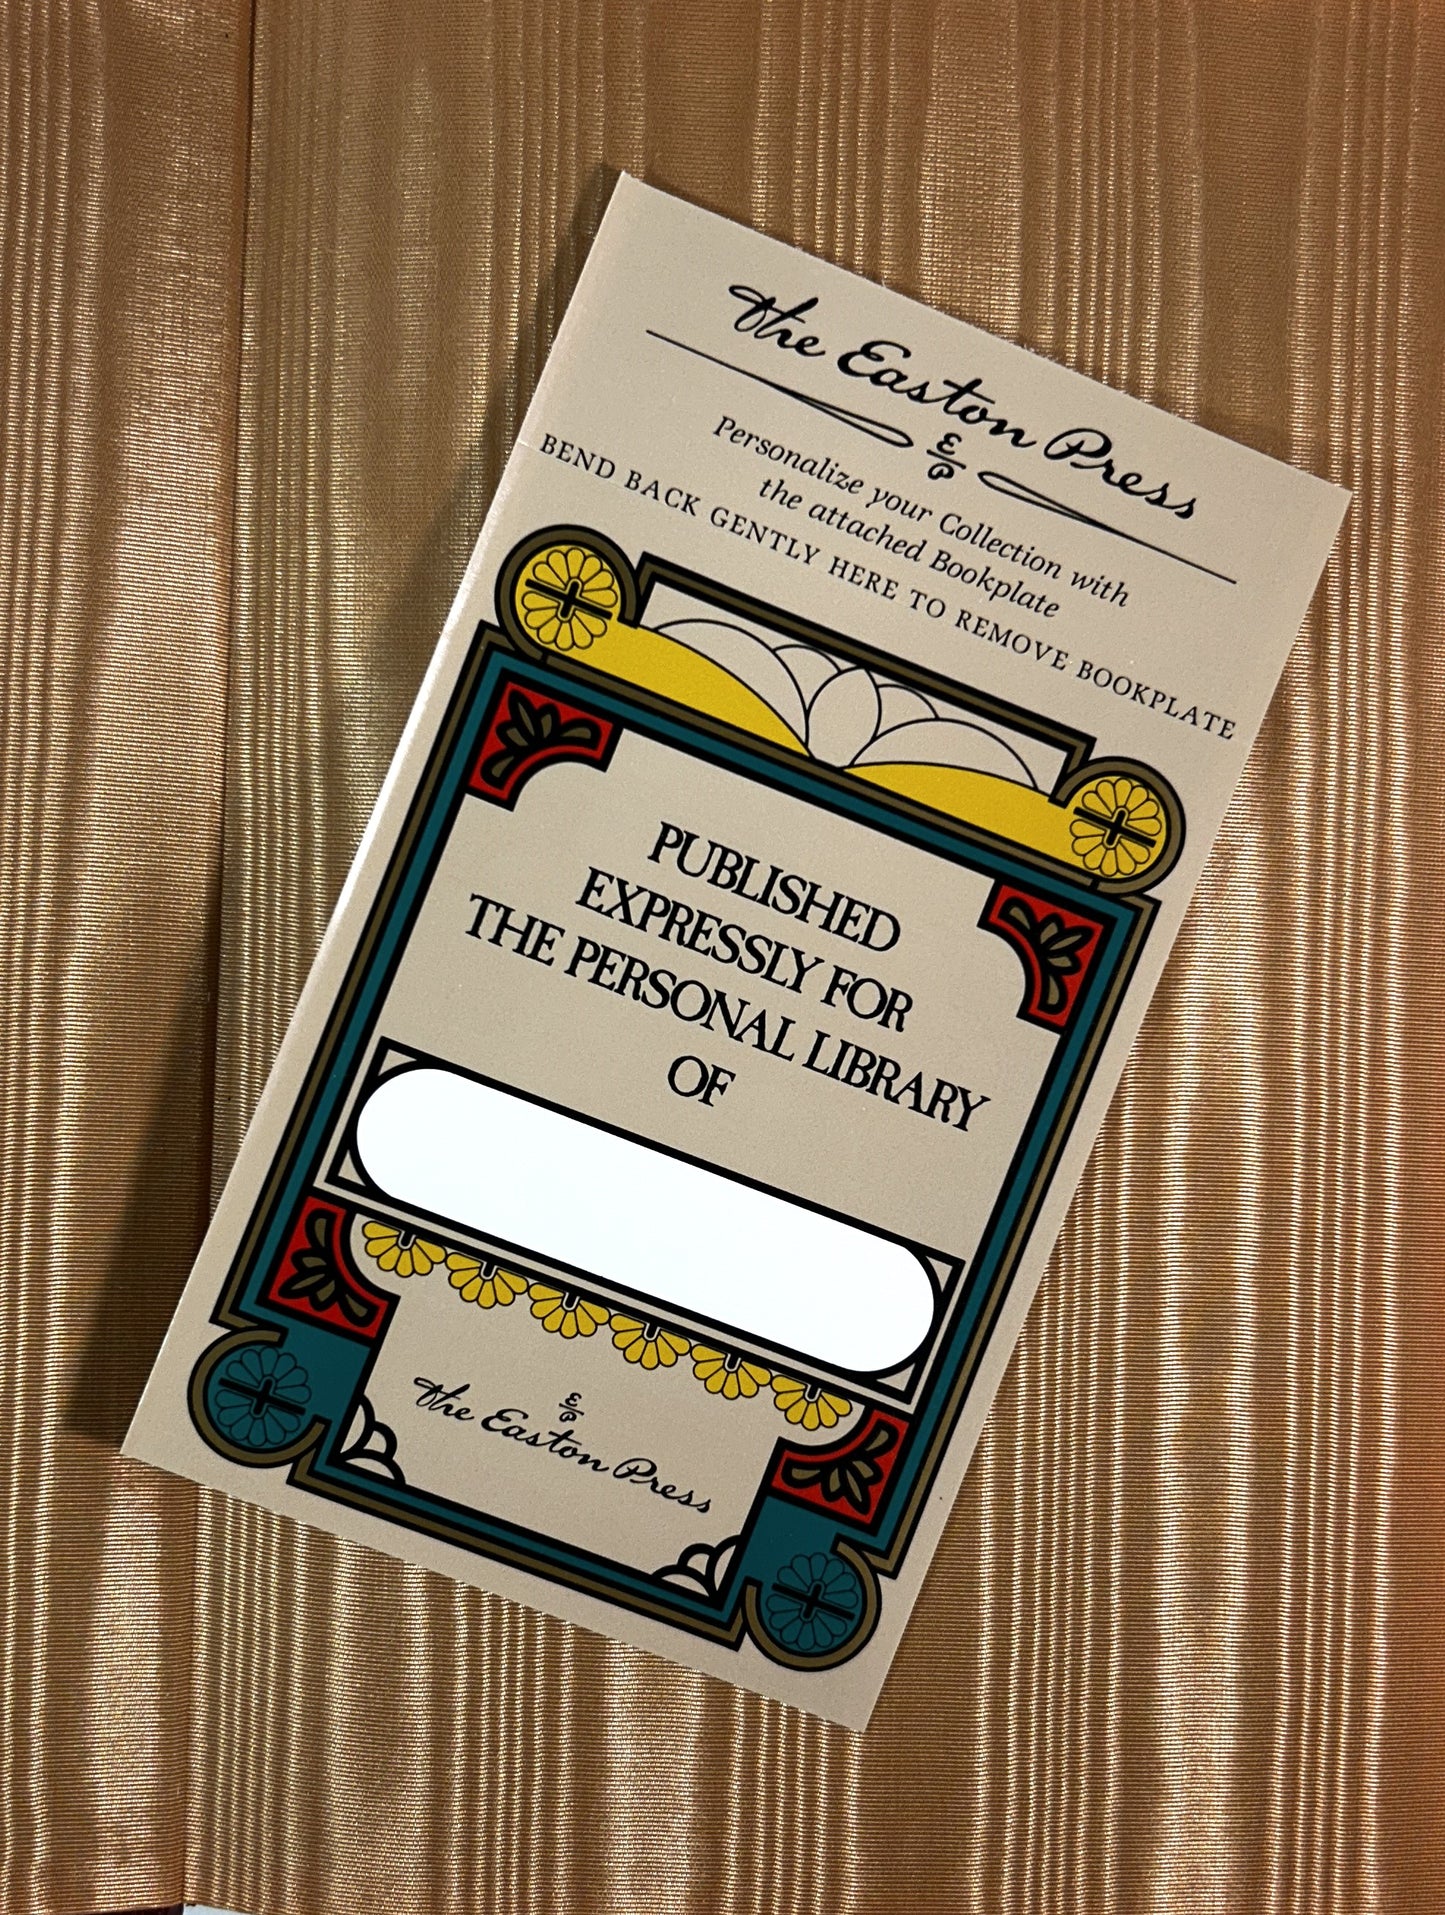 The Easton Press
E
P
Personalize your Collection with
the attached Bookplate
BEND BACK GENTLY HERE TO REMOVE BOOKPLATE
PUBLISHED
EXPRESSLY FOR
THE PERSONAL LIBRARY
OF
E
P
The Easton Press